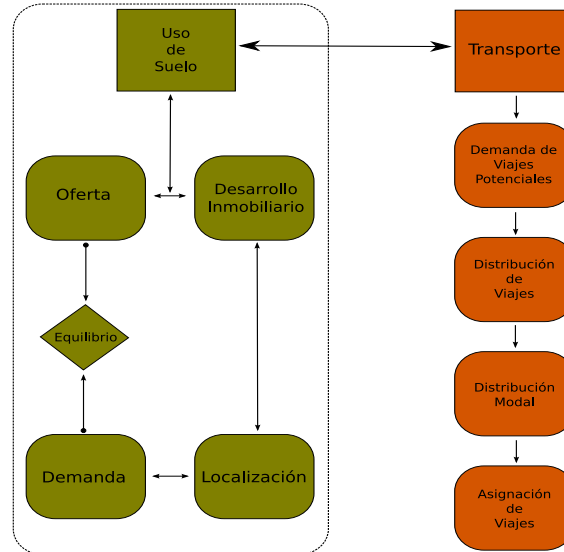 Uso
de
Suelo
Transporte
Demanda de
Viajes
Potenciales
Oferta
Desarrollo
Inmobiliario
Distribución
de
Viajes
Equilibrio
Distribución
Modal
Demanda
Localización
Asignación
de
Viajes